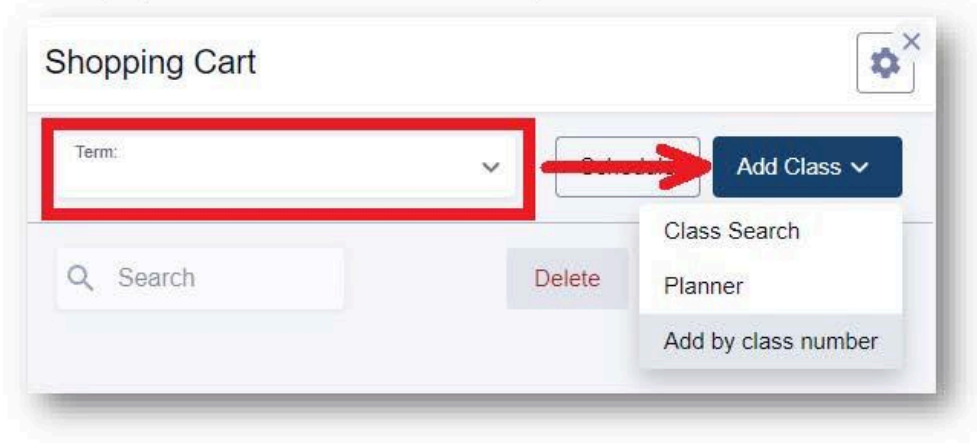 Shopping Cart
Term:
Add Class
Class Search
Search
Delete
Planner
Add by class number